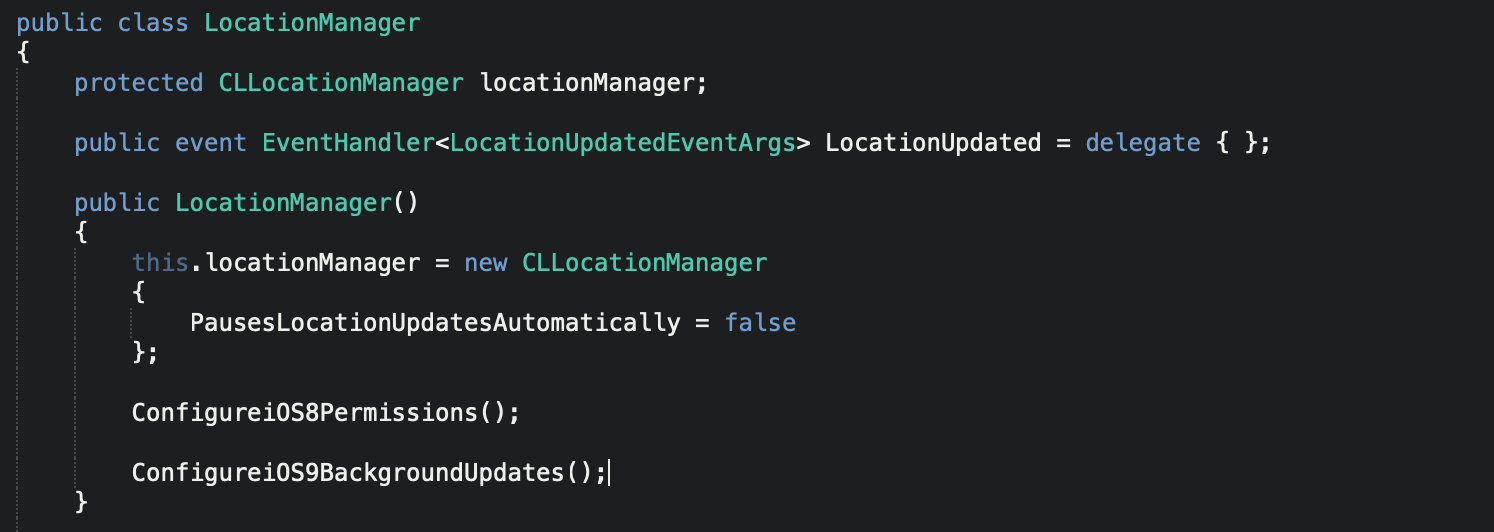 public class LocationManager
{
protected CLLocationManager locationManager;
public event EventHandler<LocationUpdatedEventArgs> LocationUpdated = delegate { };
public LocationManager()
{
this.locationManager = new CLLocationManager
{
PausesLocationUpdatesAutomatically = false
};
ConfigureiOS8Permissions();
ConfigureiOS9BackgroundUpdates();
}